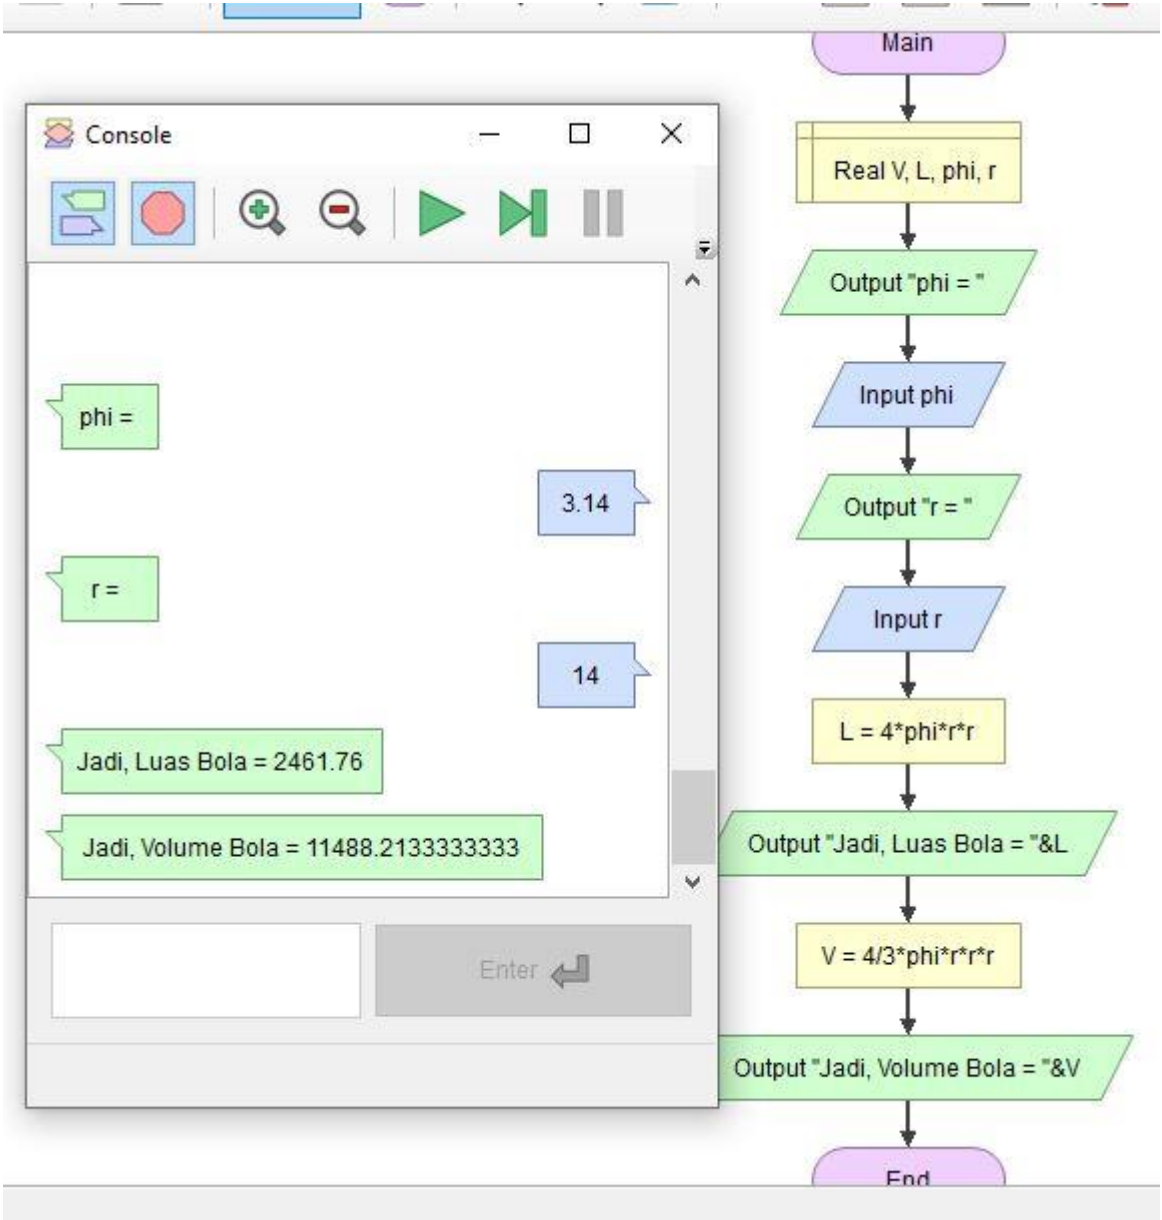 Console
phi =
3.14
r =
14
Jadi, Luas Bola = 2461.76
Jadi, Volume Bola = 11488.2133333333
Enter
Main
Real V, L, phi, r
Output "phi = "
Input phi
Output "r = "
Input r
L = 4*phi*r*r
Output "Jadi, Luas Bola = "&L
V = 4/3*phi*r*r*r
Output "Jadi, Volume Bola = "&V
End